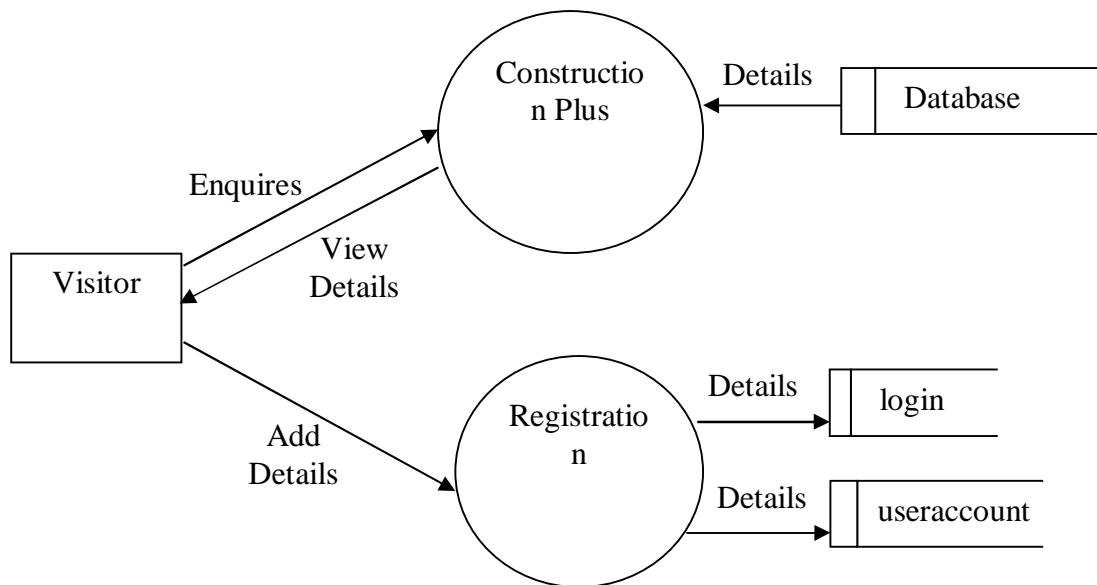 Constructio
n Plus
Details
Database
Enquires
View
Details
Visitor
Add
Details
Registratio
n
Details
login
Details
useraccount